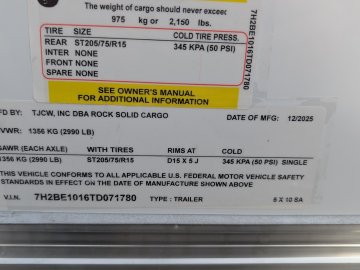 The weight of cargo should never exceed
975 kg or 2,150 lbs.
TIRE SIZE COLD TIRE PRESS.
REAR ST205/75/R15 345 KPA (50 PSI)
INTER NONE
FRONT NONE
SPARE NONE
7H2BE1016TD071780
SEE OWNER'S MANUAL
FOR ADDITIONAL INFORMATION
MFD BY: TJCW, INC DBA ROCK SOLID CARGO DATE OF MFG: 12/2025
GVWR: 1356 KG (2990 LB)
GAWR (EACH AXLE) WITH TIRES RIMS AT COLD
1356 KG (2990 LB) ST205/75/R15 D15 X 5 J 345 KPA (50 PSI) SINGLE
THIS VEHICLE CONFORMS TO ALL APPLICABLE U.S. FEDERAL MOTOR VEHICLE SAFETY
STANDARDS IN EFFECT ON THE DATE OF MANUFACTURE SHOWN ABOVE
V.I.N. 7H2BE1016TD071780 TYPE : TRAILER 5 X 10 SA